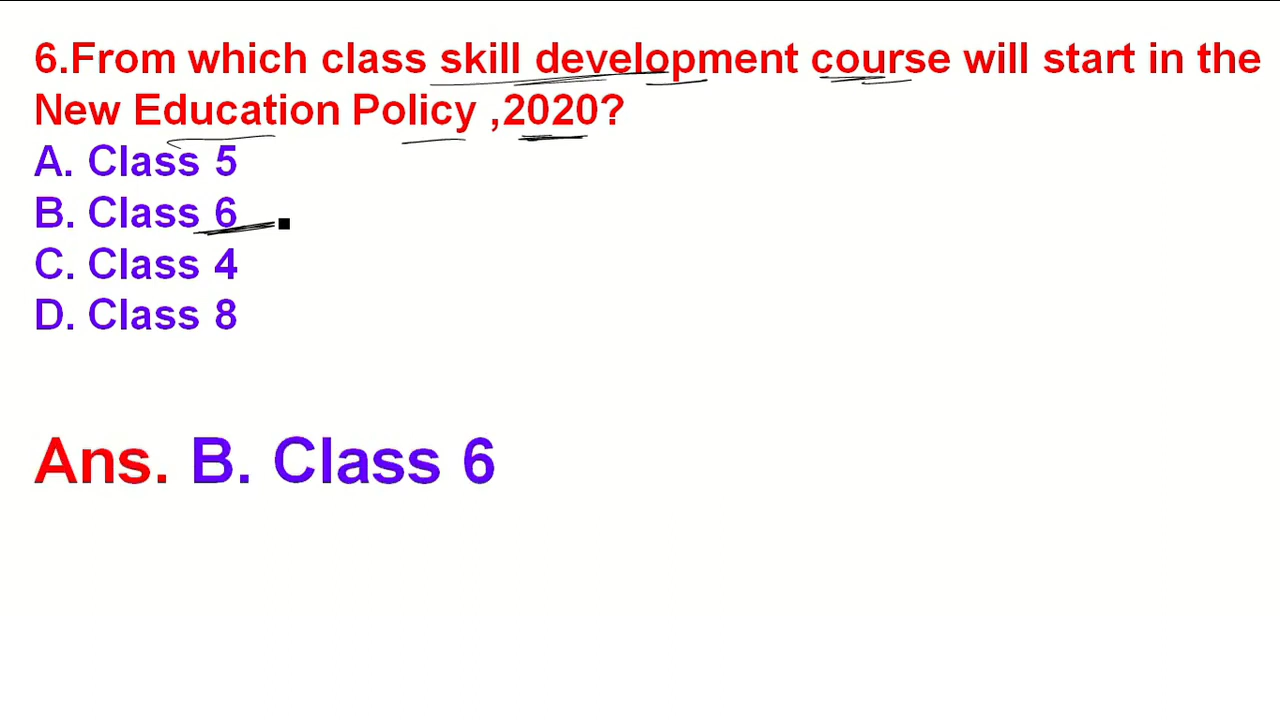 6.From which class skill development course will start in the
New Education Policy ,2020?
A. Class 5
B. Class 6
C. Class 4
D. Class 8
Ans. B. Class 6